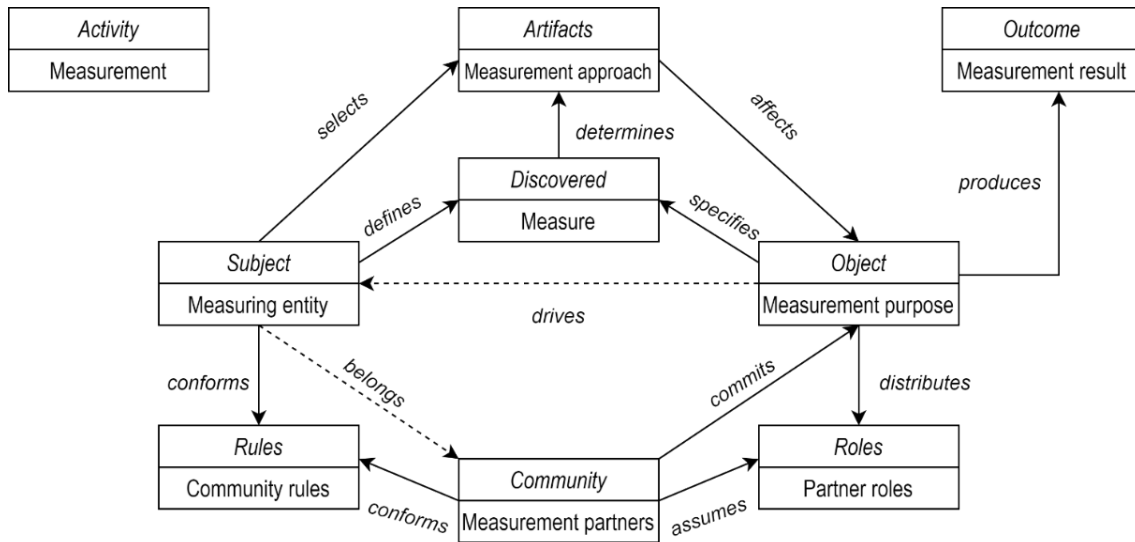 Activity
Measurement
Artifacts
Measurement approach
Outcome
Measurement result
selects
affects
determines
produces
Discovered
Measure
defines
specifies
Subject
Measuring entity
Object
Measurement purpose
drives
conforms
belongs
commits
distributes
Rules
Community rules
Community
Measurement partners
Roles
Partner roles
conforms
assumes